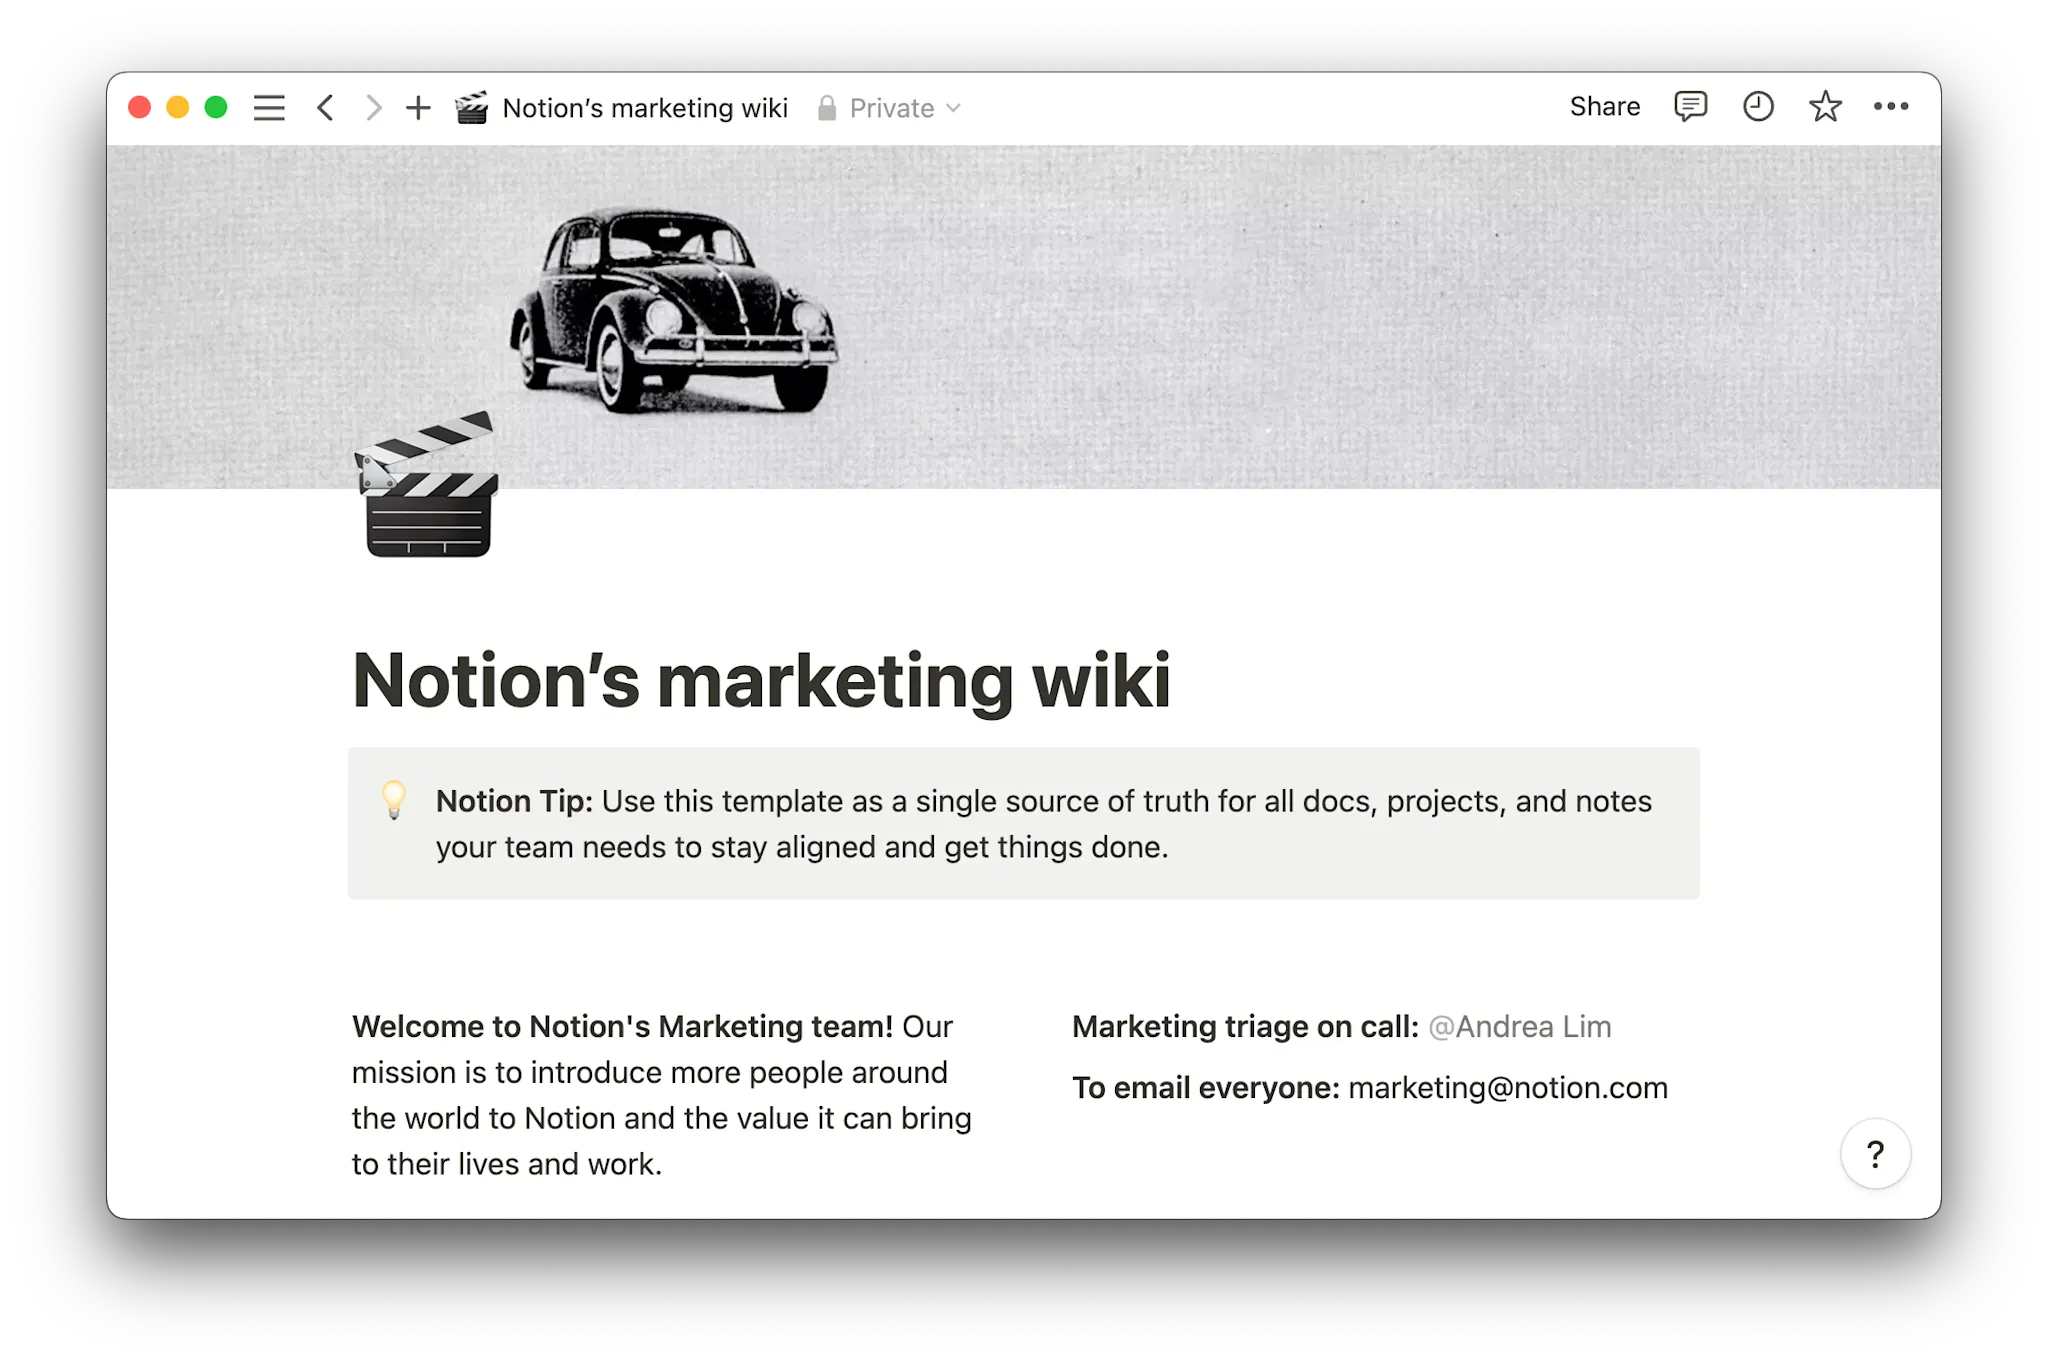 Notion’s marketing wiki Private Share
Notion’s marketing wiki
Notion Tip: Use this template as a single source of truth for all docs, projects, and notes
your team needs to stay aligned and get things done.
Welcome to Notion's Marketing team! Our
mission is to introduce more people around
the world to Notion and the value it can bring
to their lives and work.
Marketing triage on call: @Andrea Lim
To email everyone: marketing@notion.com
?